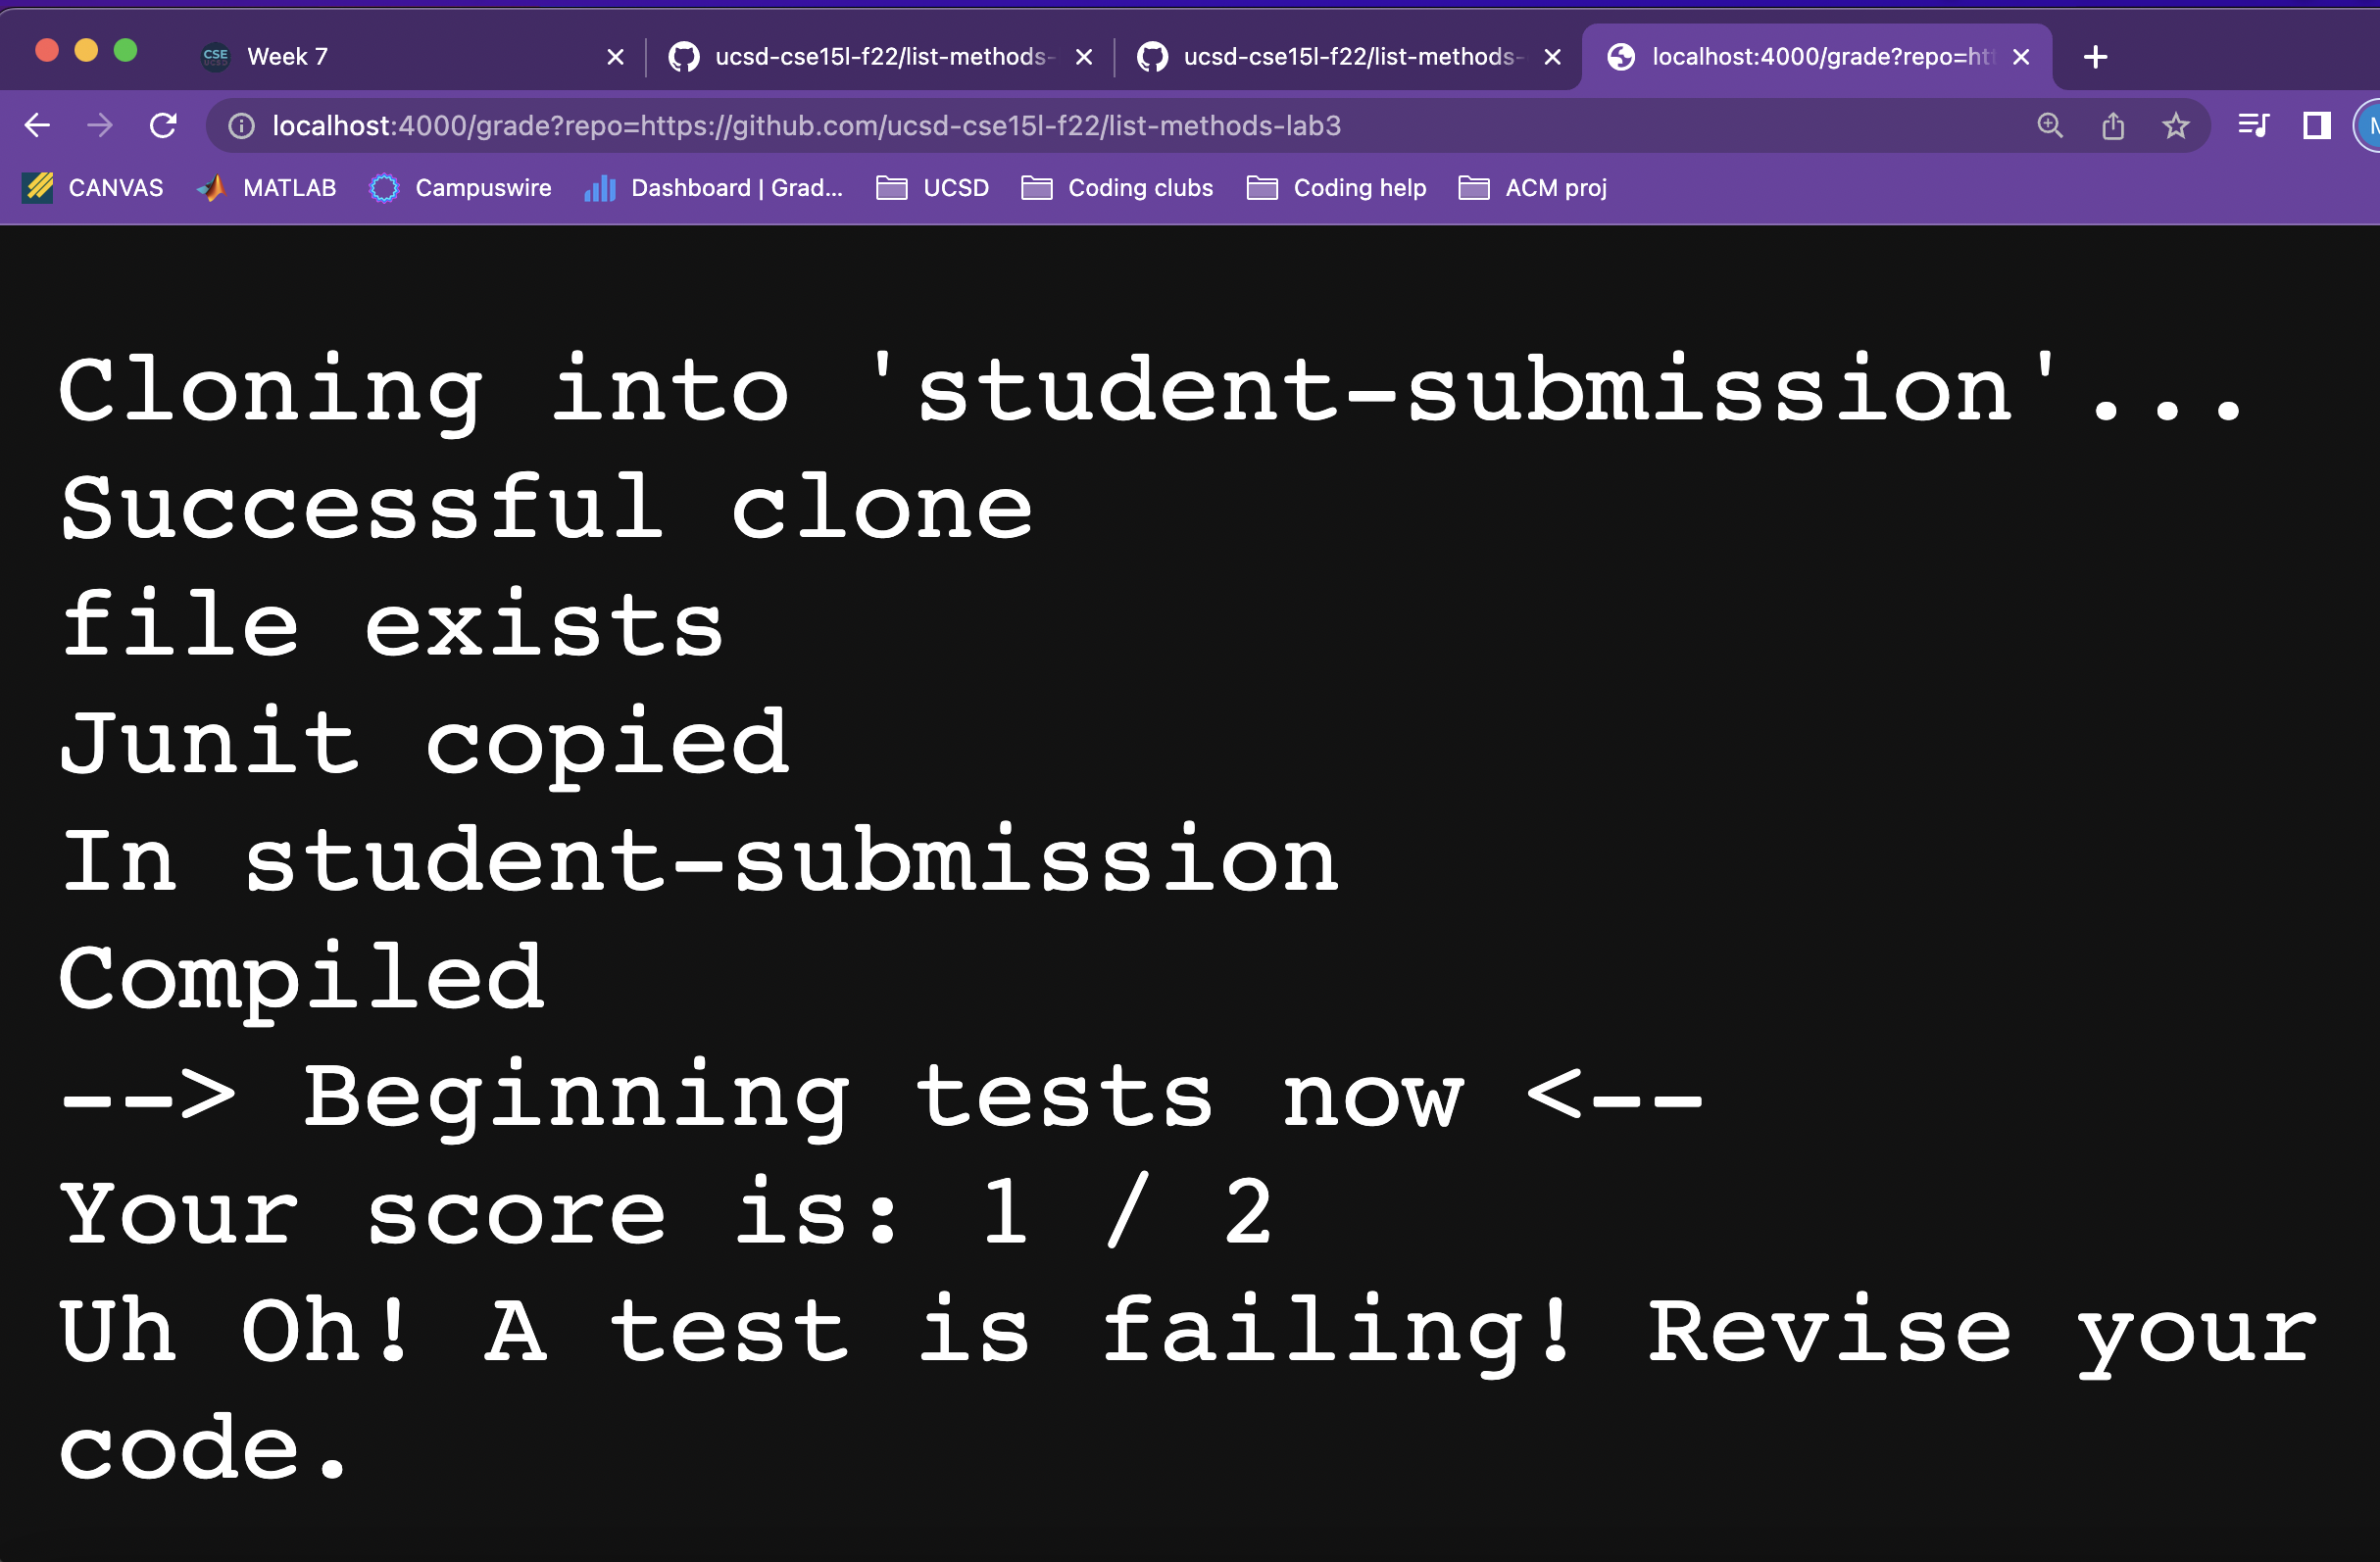 CSE UCSD Week 7
ucsd-cse15l-f22/list-methods-
ucsd-cse15l-f22/list-methods-
localhost:4000/grade?repo=htt
localhost:4000/grade?repo=https://github.com/ucsd-cse15l-f22/list-methods-lab3
M
CANVAS MATLAB Campuswire Dashboard | Grad... UCSD Coding clubs Coding help ACM proj
Cloning into 'student-submission'...
Successful clone
file exists
Junit copied
In student-submission
Compiled
--> Beginning tests now <--
Your score is: 1 / 2
Uh Oh! A test is failing! Revise your
code.